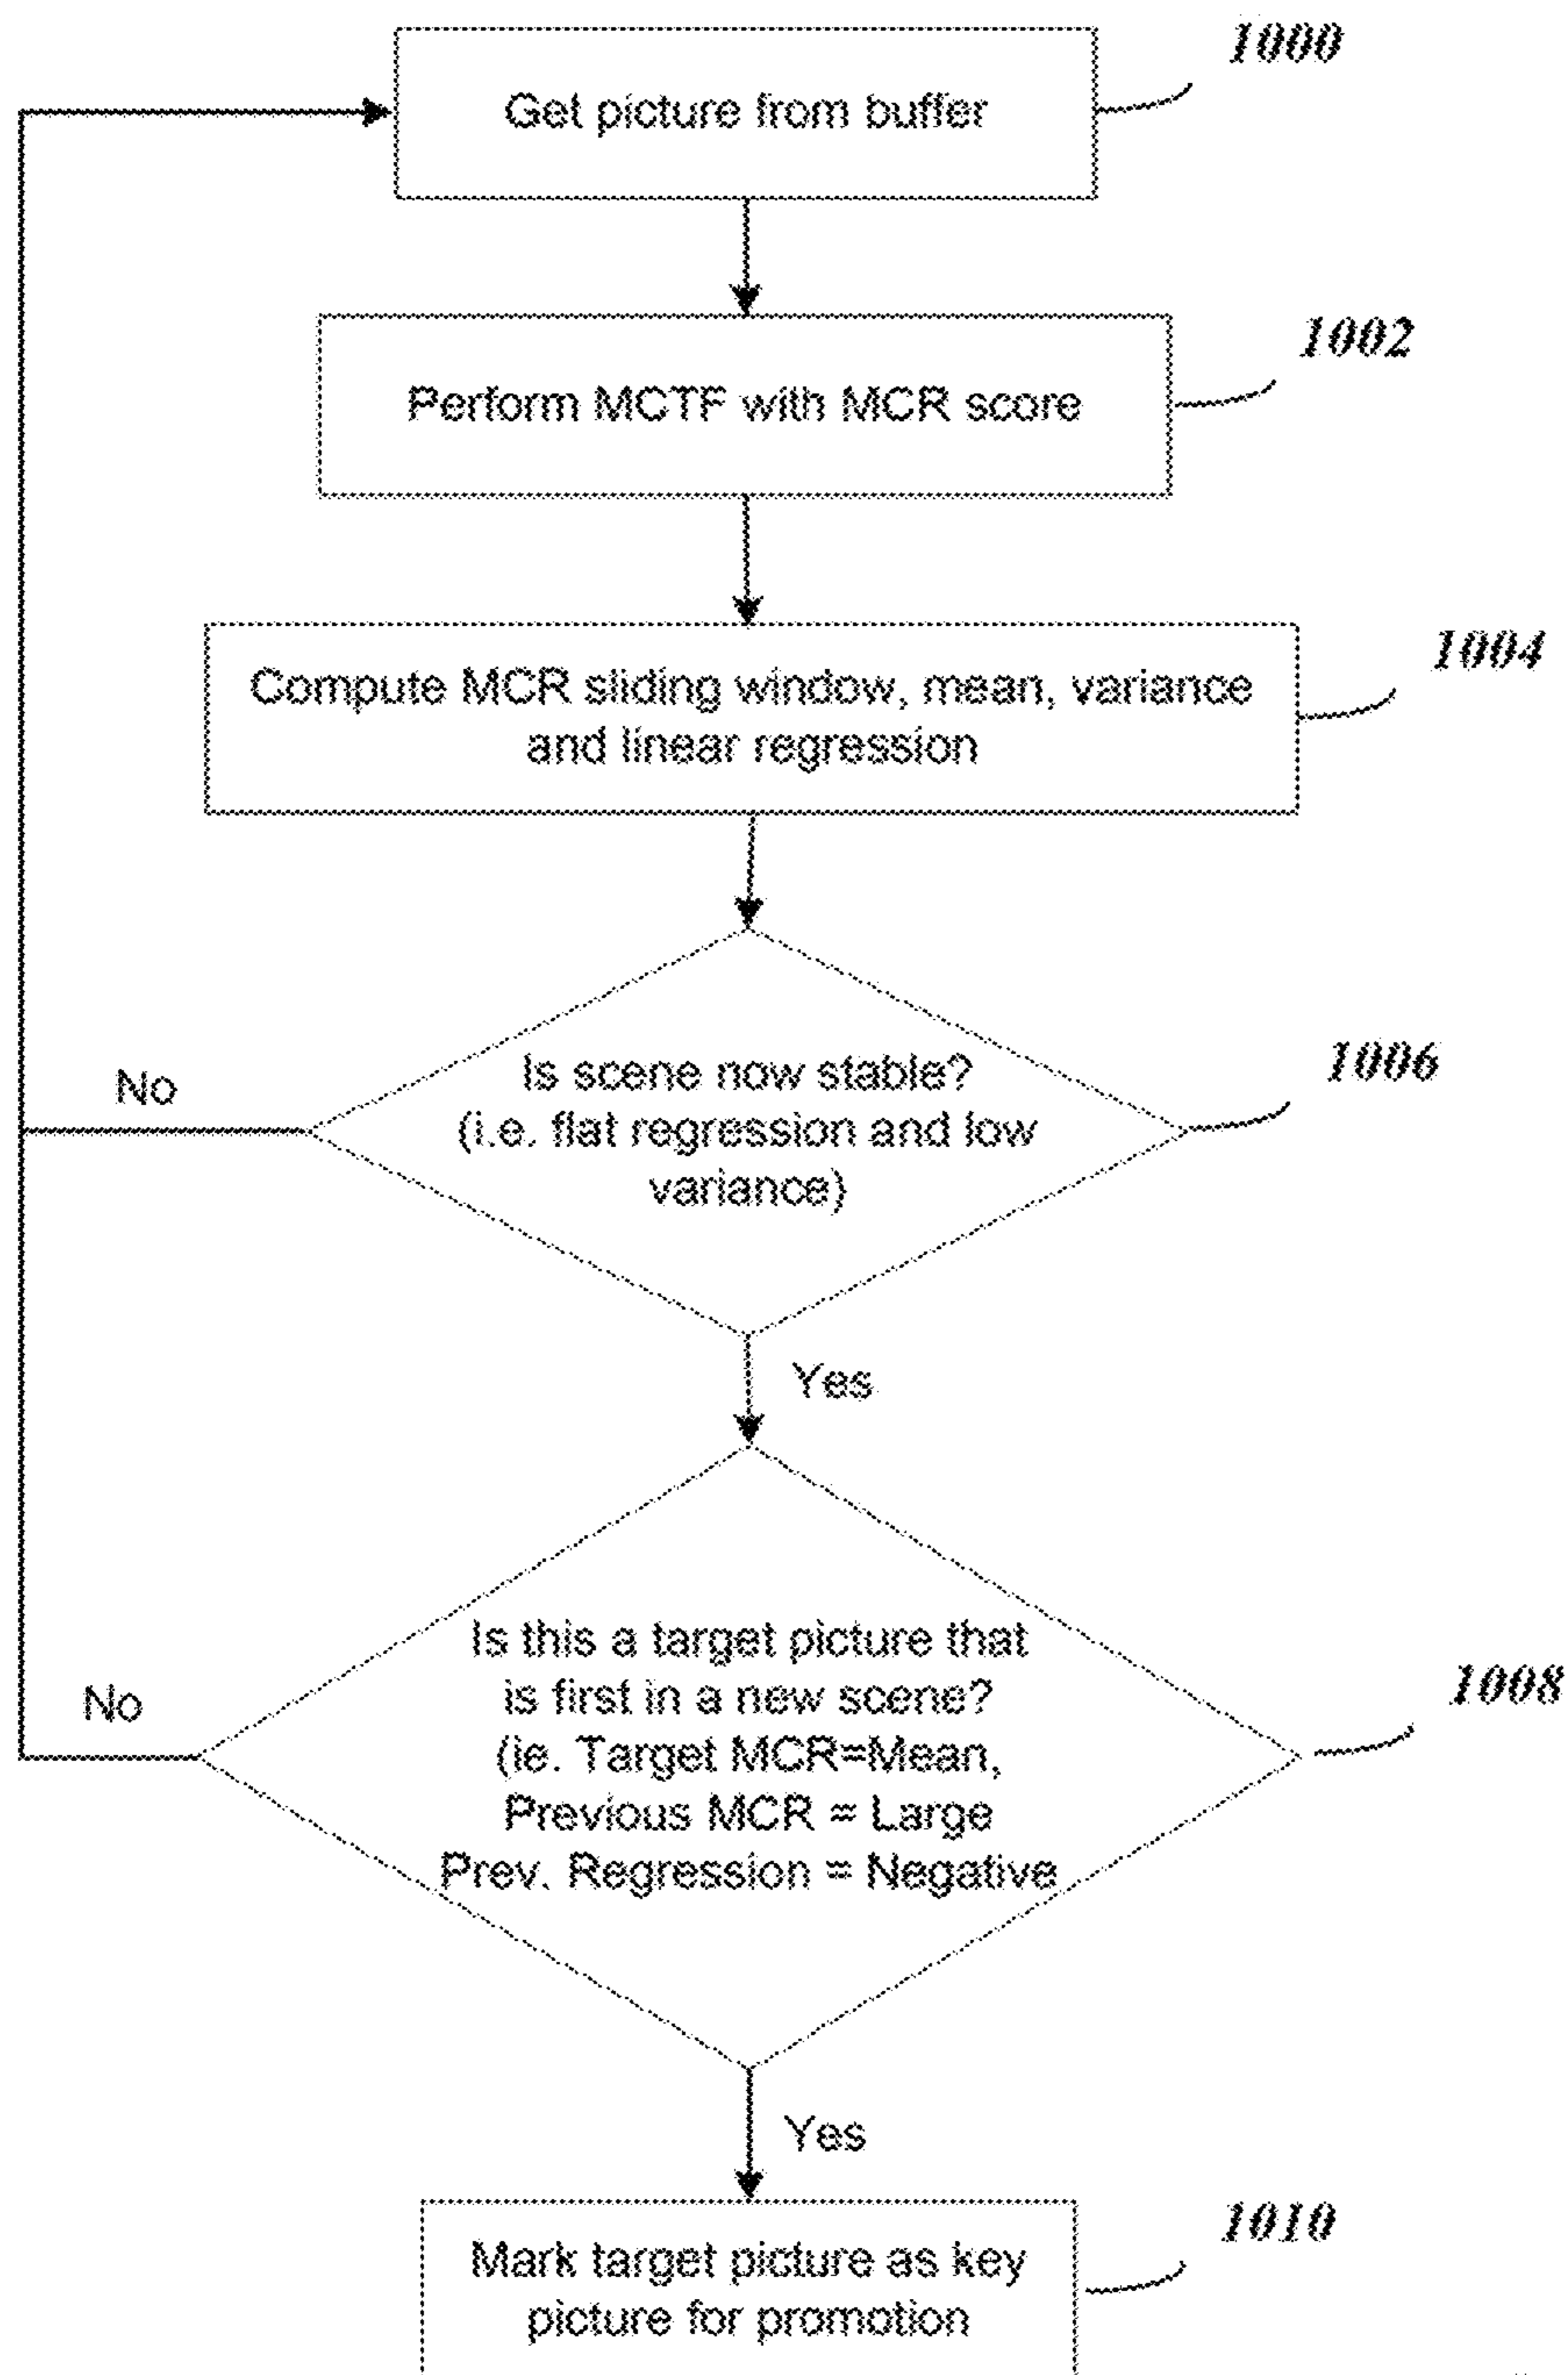 1000
Get picture from buffer
1002
Perform MCTF with MCR score
1004
Compute MCR sliding window, mean, variance
and linear regression
1006
Is scene now stable?
(i.e. flat regression and low
variance)
No
Yes
1008
Is this a target picture that
is first in a new scene?
(ie. Target MCR=Mean,
Previous MCR = Large
Prev. Regression = Negative
No
Yes
1010
Mark target picture as key
picture for promotion